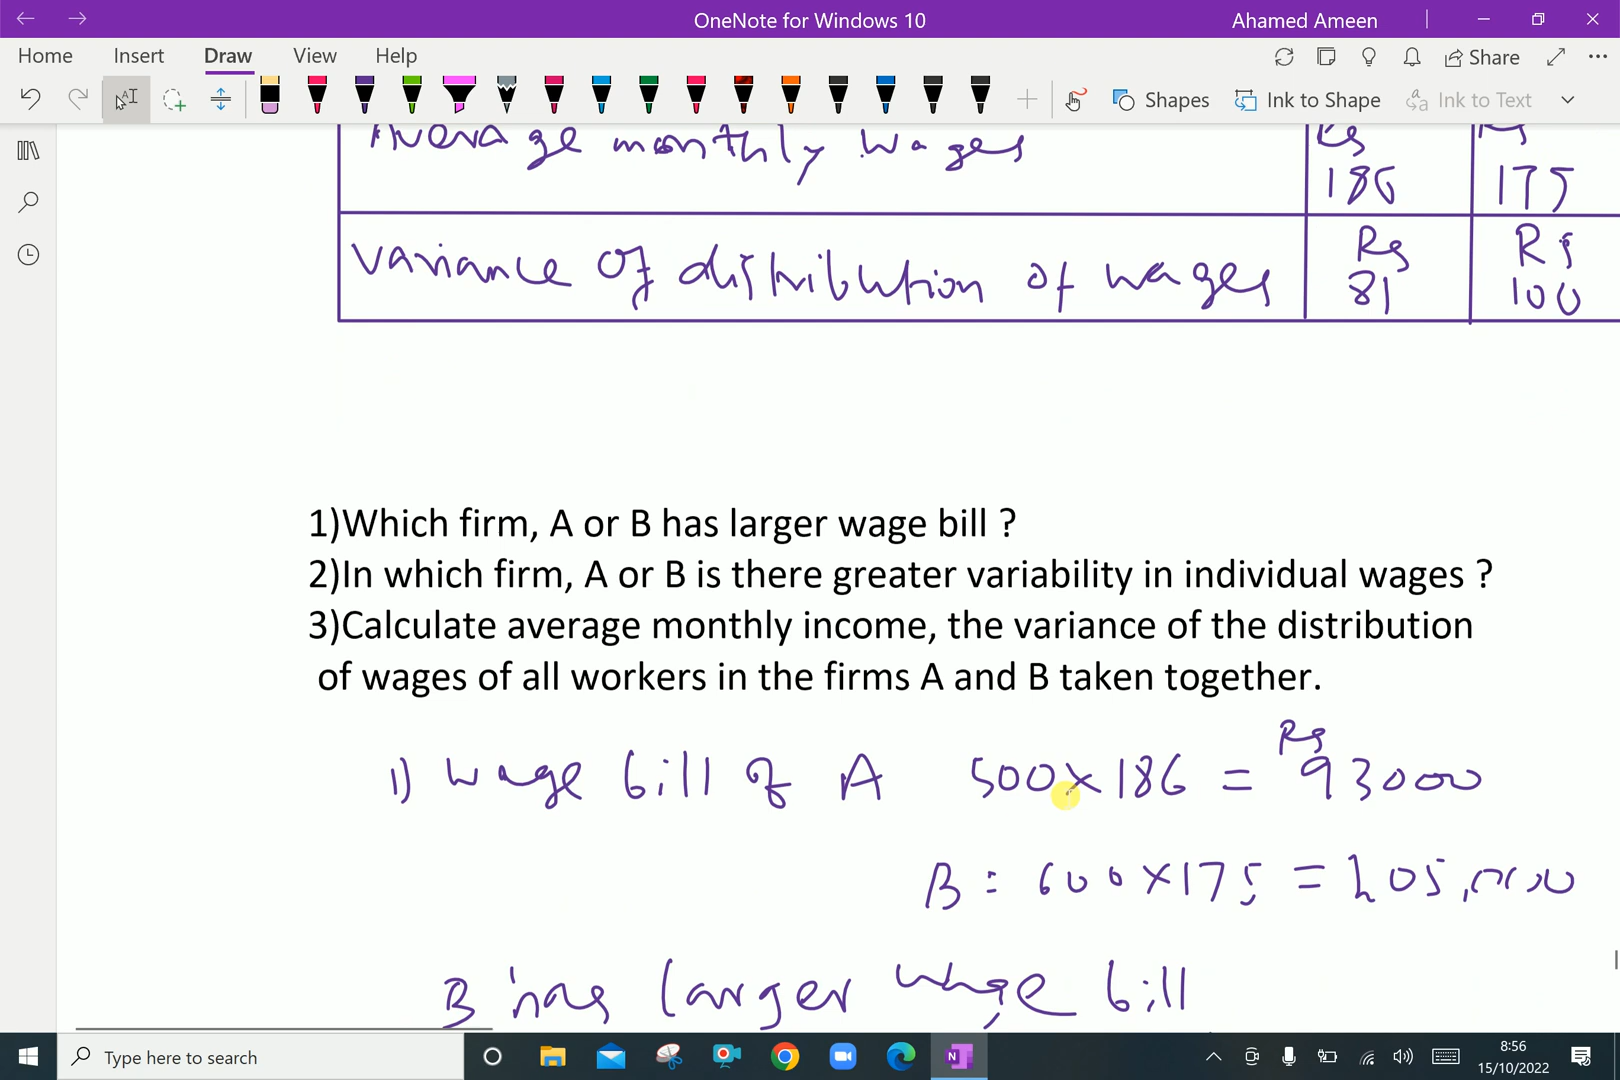 OneNote for Windows 10
Ahamed Ameen
Home Insert Draw View Help
Share
Shapes Ink to Shape Ink to Text
Average monthly wages Rs 186 Rs 175
Variance of distribution of wages Rs 81 Rs 100
1)Which firm, A or B has larger wage bill ?
2)In which firm, A or B is there greater variability in individual wages ?
3)Calculate average monthly income, the variance of the distribution
of wages of all workers in the firms A and B taken together.
1) Wage bill of A 500 × 186 = Rs 93000
B = 600 × 175 = 105,000
B has larger wage bill
Type here to search
8:56
15/10/2022